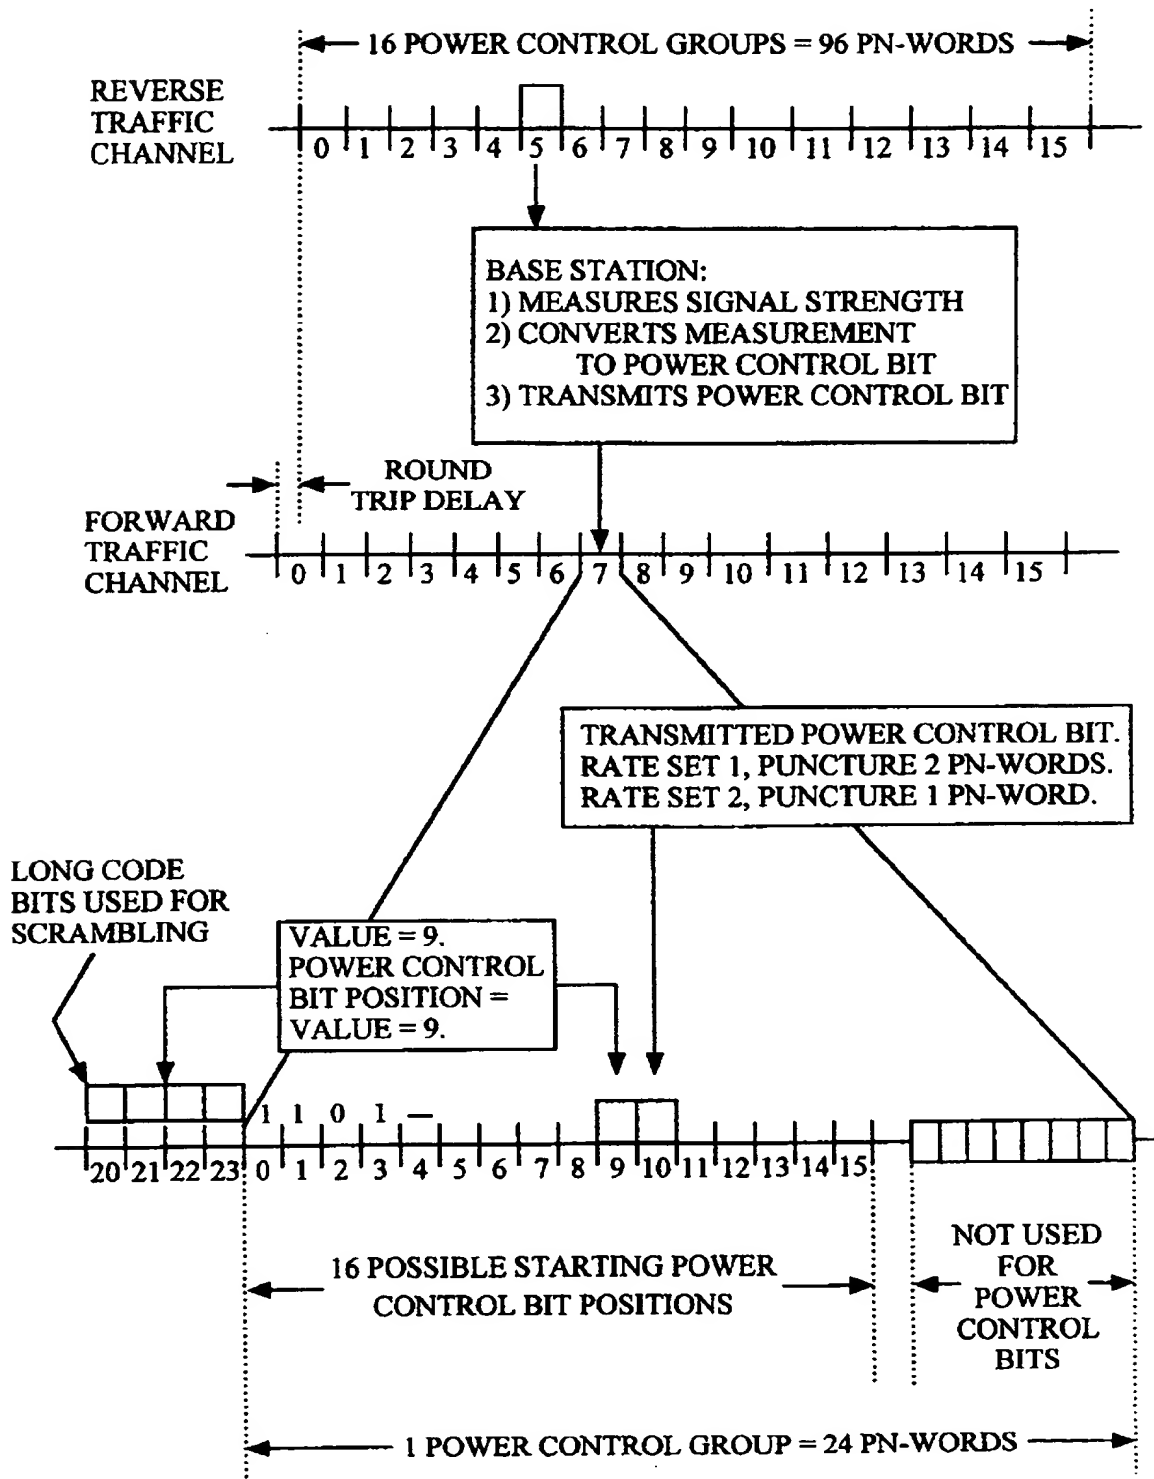 16 POWER CONTROL GROUPS = 96 PN-WORDS
REVERSE
TRAFFIC
CHANNEL
0 1 2 3 4 5 6 7 8 9 10 11 12 13 14 15
BASE STATION:
1) MEASURES SIGNAL STRENGTH
2) CONVERTS MEASUREMENT
TO POWER CONTROL BIT
3) TRANSMITS POWER CONTROL BIT
ROUND
TRIP DELAY
FORWARD
TRAFFIC
CHANNEL
0 1 2 3 4 5 6 7 8 9 10 11 12 13 14 15
TRANSMITTED POWER CONTROL BIT.
RATE SET 1, PUNCTURE 2 PN-WORDS.
RATE SET 2, PUNCTURE 1 PN-WORD.
LONG CODE
BITS USED FOR
SCRAMBLING
VALUE = 9.
POWER CONTROL
BIT POSITION =
VALUE = 9.
1 1 0 1 —
20 21 22 23 0 1 2 3 4 5 6 7 8 9 10 11 12 13 14 15
16 POSSIBLE STARTING POWER
CONTROL BIT POSITIONS
NOT USED
FOR
POWER
CONTROL
BITS
1 POWER CONTROL GROUP = 24 PN-WORDS